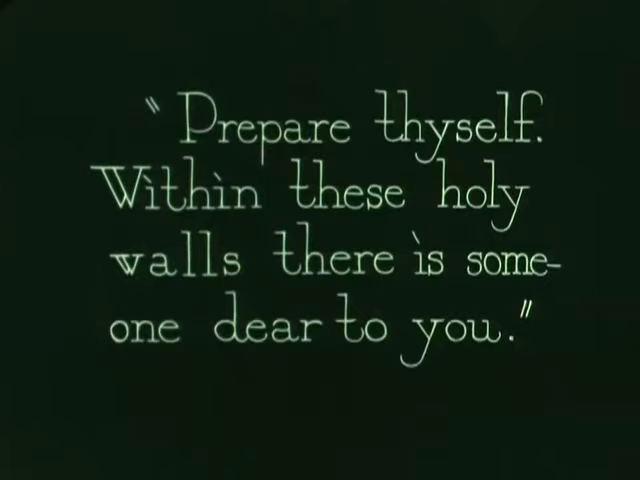 "Prepare thyself.
Within these holy
walls there is some-
one dear to you."